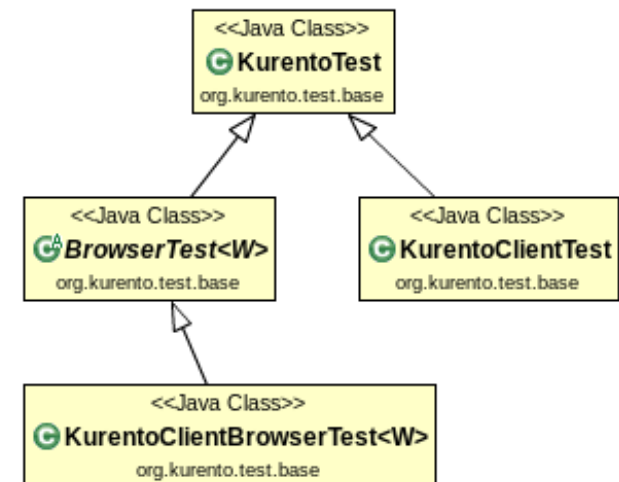 <<Java Class>>
KurentoTest
org.kurento.test.base
<<Java Class>>
BrowserTest<W>
org.kurento.test.base
<<Java Class>>
KurentoClientTest
org.kurento.test.base
<<Java Class>>
KurentoClientBrowserTest<W>
org.kurento.test.base